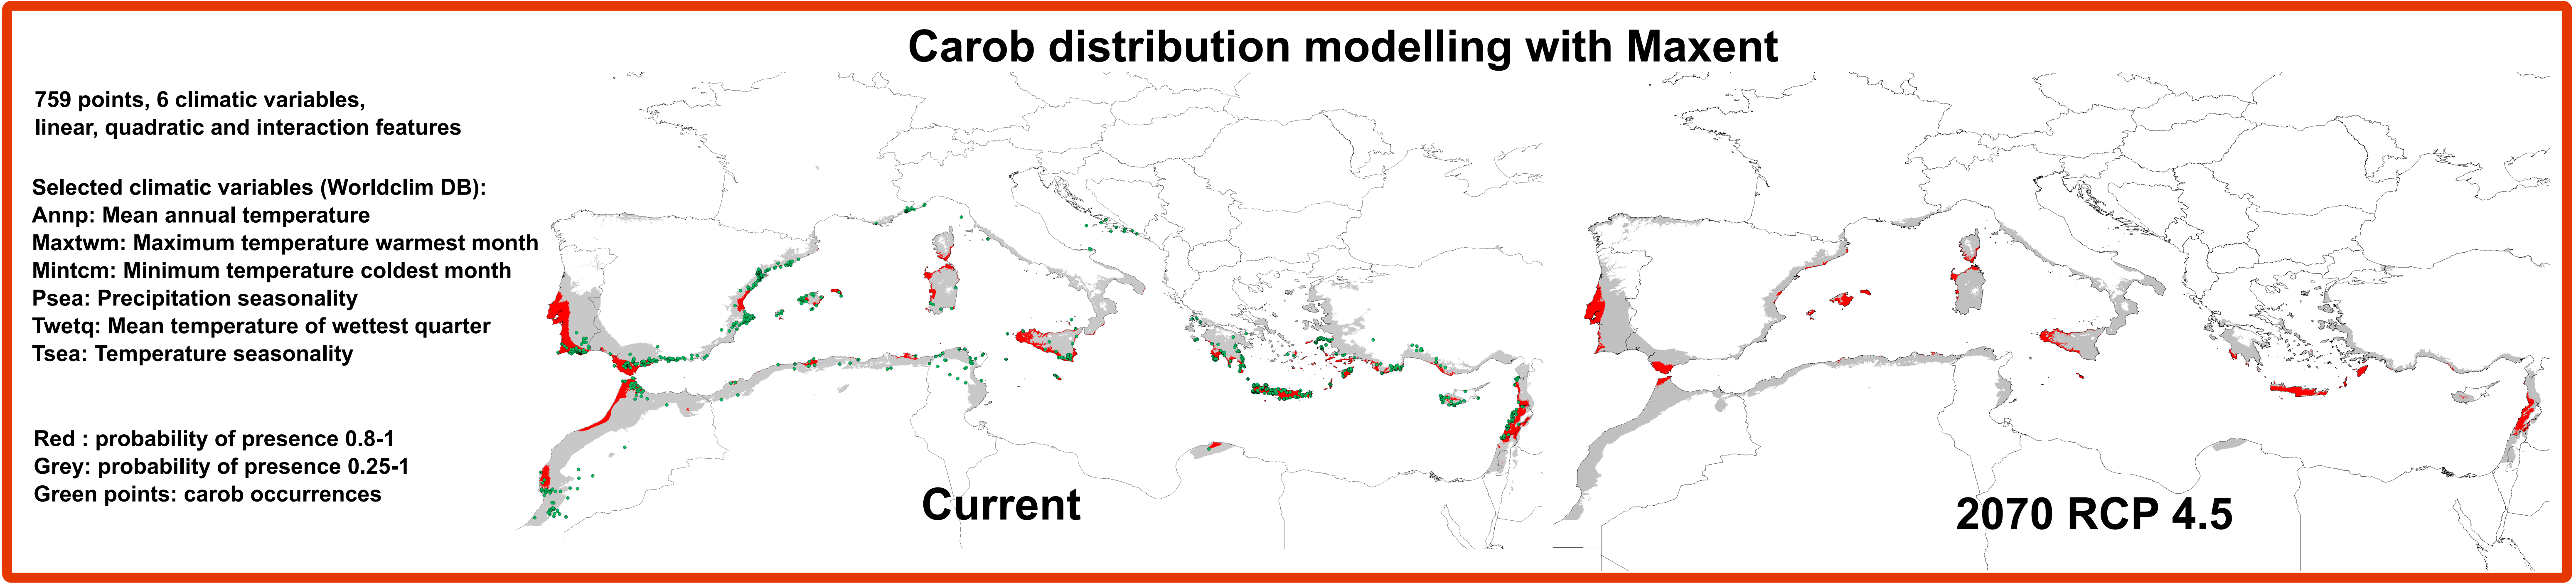 Carob distribution modelling with Maxent
759 points, 6 climatic variables,
linear, quadratic and interaction features
Selected climatic variables (Worldclim DB):
Annp: Mean annual temperature
Maxtwm: Maximum temperature warmest month
Mintcm: Minimum temperature coldest month
Psea: Precipitation seasonality
Twetq: Mean temperature of wettest quarter
Tsea: Temperature seasonality
Red : probability of presence 0.8-1
Grey: probability of presence 0.25-1
Green points: carob occurrences
Current
2070 RCP 4.5